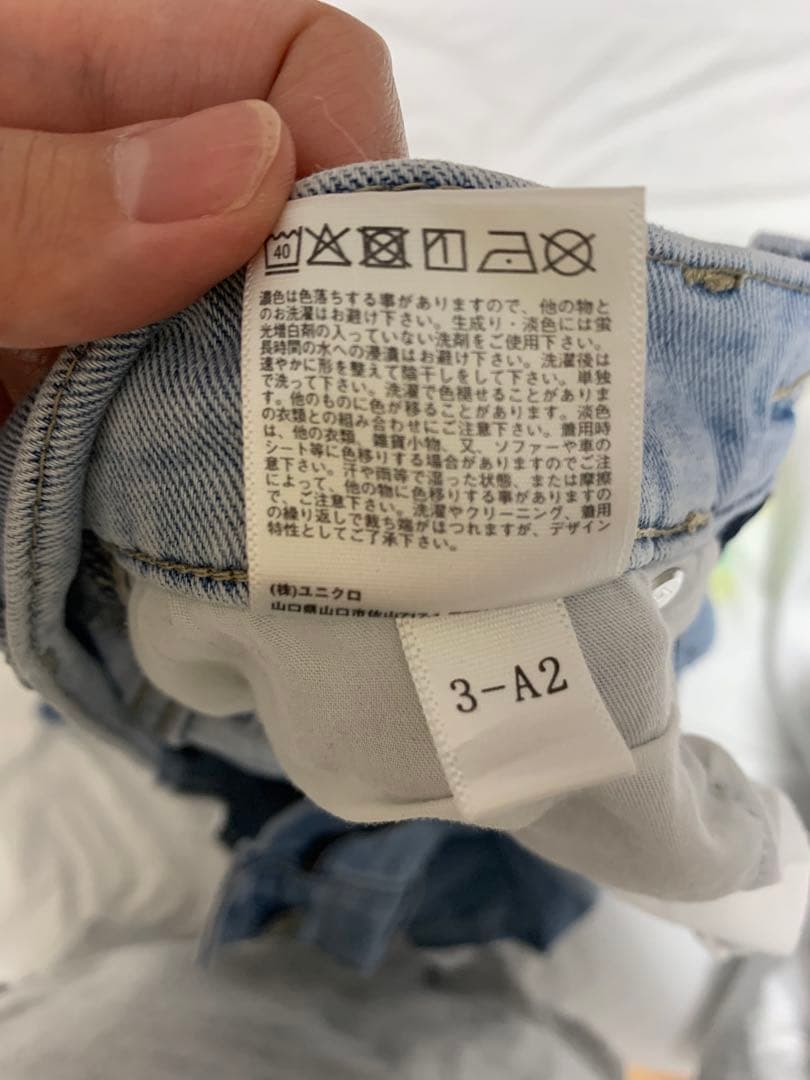 40
濃色は色落ちする事がありますので、他の物と
のお洗濯はお避け下さい。生成り・淡色には蛍
光増白剤の入っていない洗剤をご使用下さい。
長時間の水への浸漬はお避け下さい。洗濯後は
速やかに形を整えて陰干しをして下さい。単独
で洗って下さい。洗濯で色褪せることがありま
す。他のものに色が移ることがあります。淡色
の衣類との組み合わせにご注意下さい。着用時
は、他の衣類、雑貨小物、又、ソファーや車の
シート等に色移りする場合がありますのでご注
意下さい。汗や雨等で湿った状態、または摩擦
によって、他の物に色移りする事がありますの
で、ご注意下さい。洗濯やクリーニング、着用
の繰り返しで裁ち端がほつれますが、デザイン
特性としてご了承下さい。
(株)ユニクロ
山口県山口市佐山
3-A2